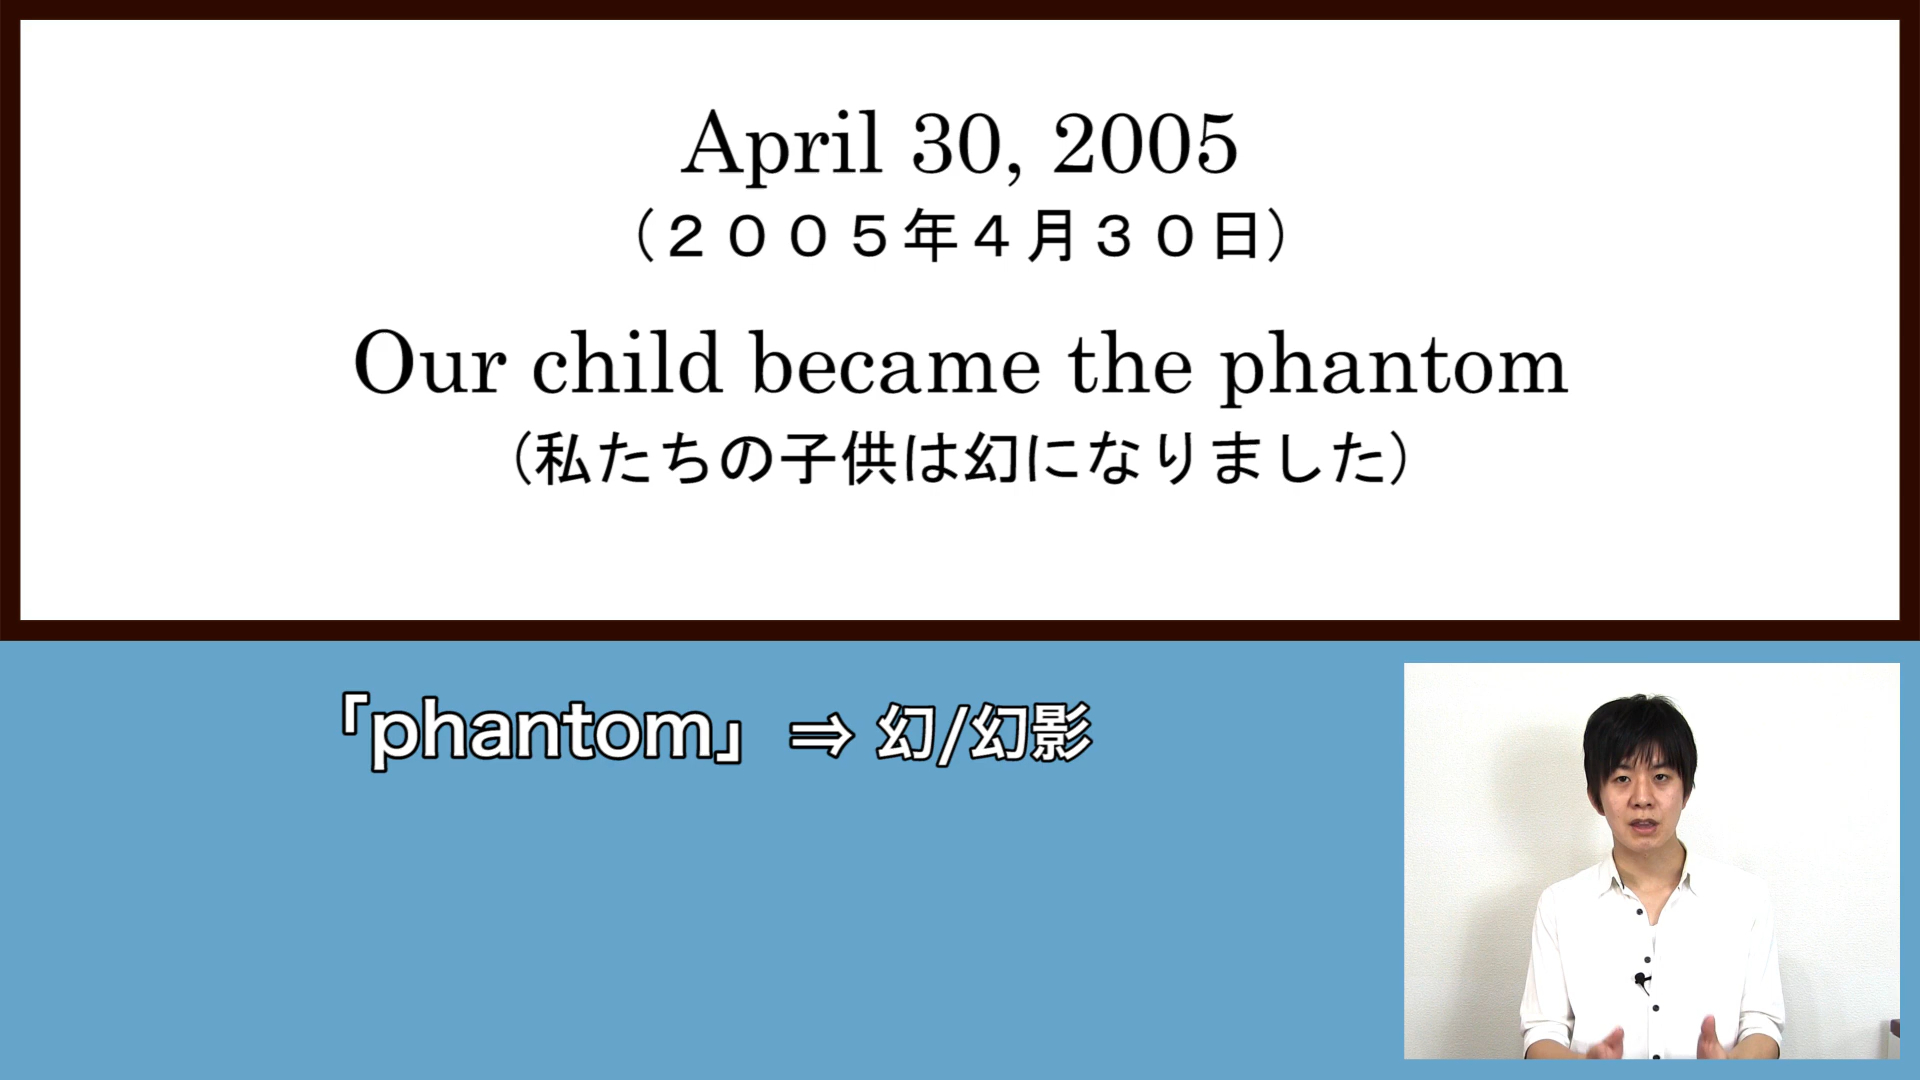 April 30, 2005
（２００５年４月３０日）
Our child became the phantom
（私たちの子供は幻になりました）
「phantom」 ⇒ 幻/幻影